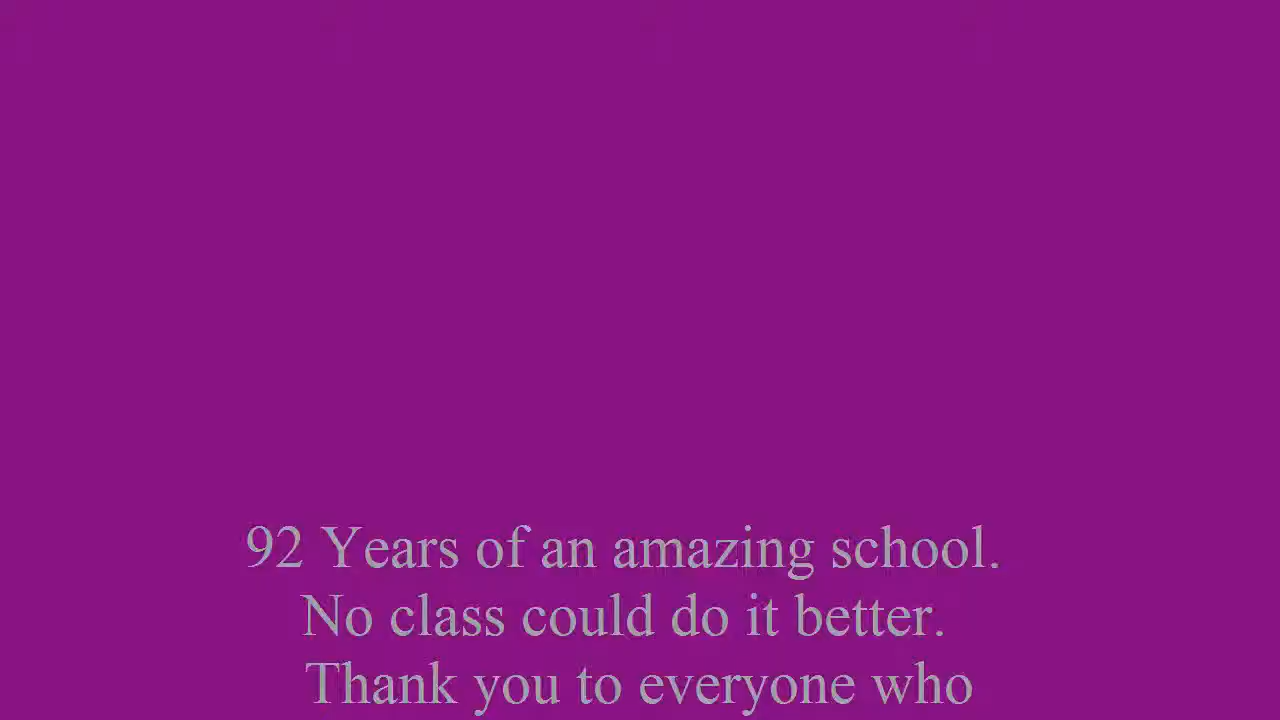 92 Years of an amazing school.
No class could do it better.
Thank you to everyone who